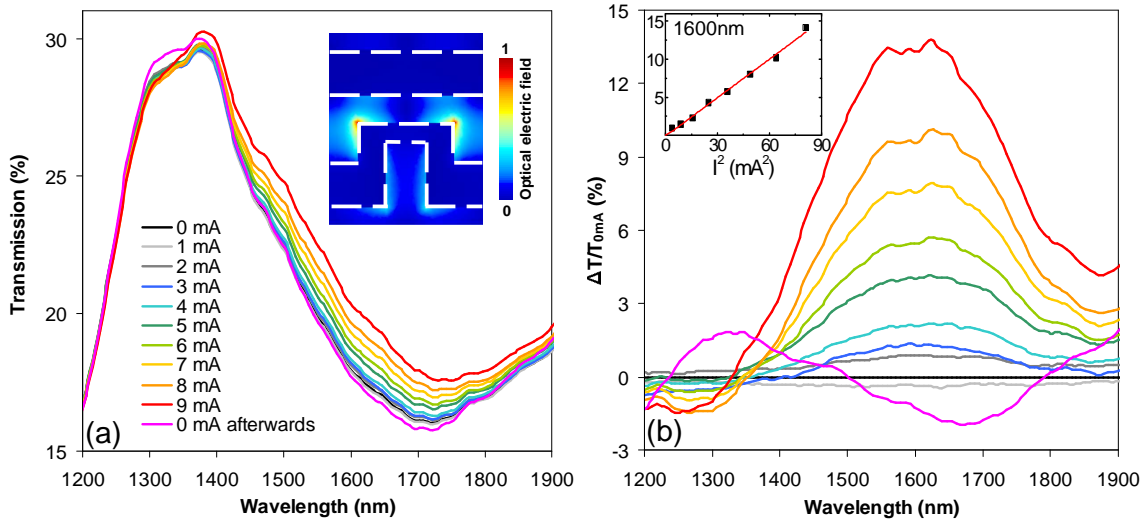 30
25
20
15
Transmission (%)
1200 1300 1400 1500 1600 1700 1800 1900
Wavelength (nm)
(a)
0 mA
1 mA
2 mA
3 mA
4 mA
5 mA
6 mA
7 mA
8 mA
9 mA
0 mA afterwards
1
Optical electric field
0
15
12
9
6
3
0
-3
ΔT/T0mA (%)
1200 1300 1400 1500 1600 1700 1800 1900
Wavelength (nm)
(b)
1600nm
15
10
5
0 30 60 90
I² (mA²)